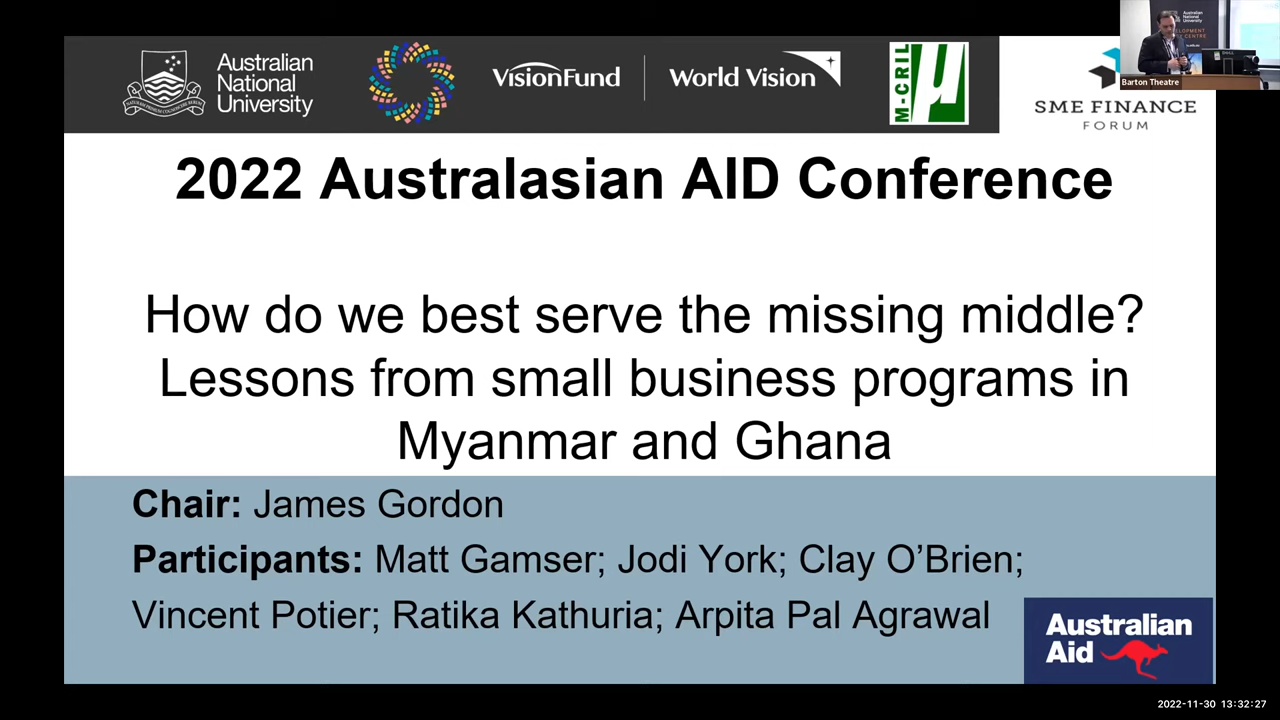 Australian
National
University
VISIONFUND
World Vision
M-CRIL
µ
SME FINANCE
FORUM
Australian
National
University
Barton Theatre
2022 Australasian AID Conference
How do we best serve the missing middle?
Lessons from small business programs in
Myanmar and Ghana
Chair: James Gordon
Participants: Matt Gamser; Jodi York; Clay O'Brien;
Vincent Potier; Ratika Kathuria; Arpita Pal Agrawal
Australian
Aid
2022-11-30 13:32:27